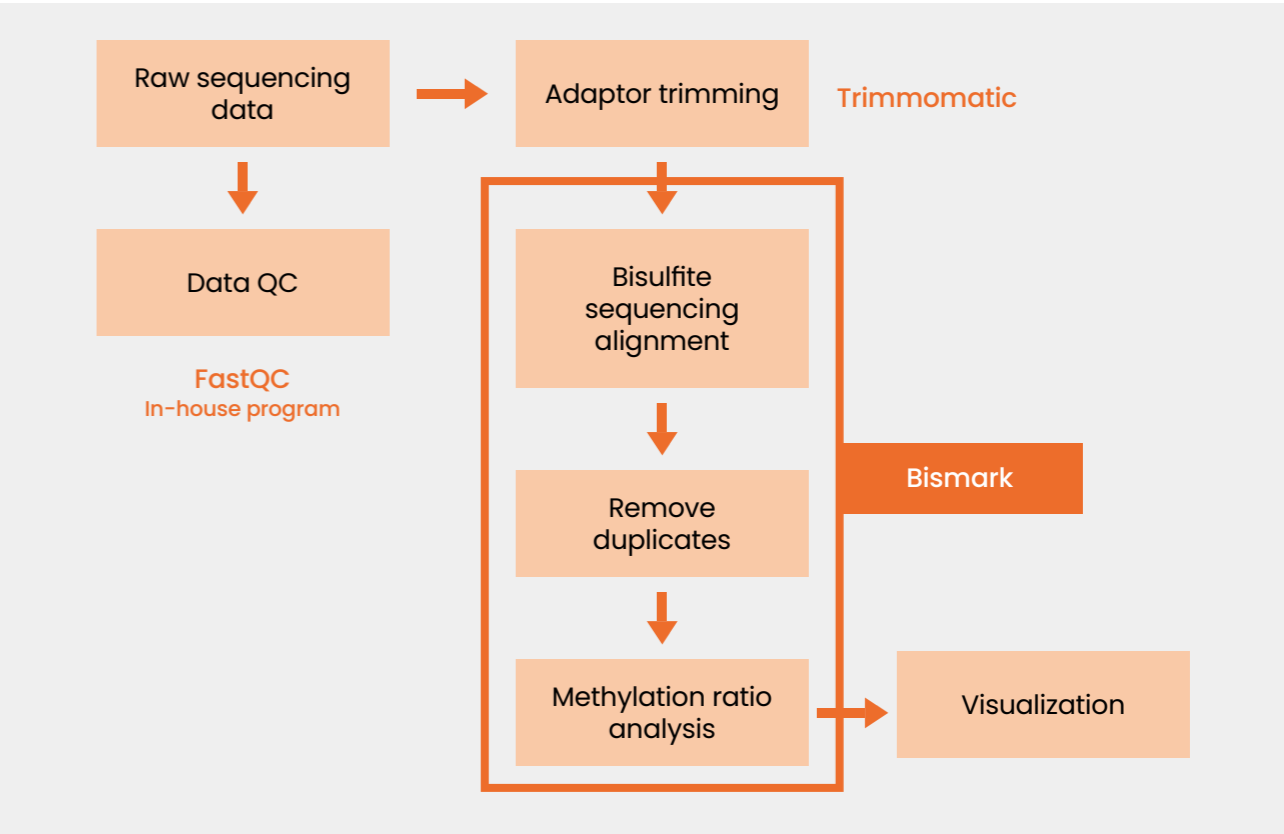 Raw sequencing
data
Adaptor trimming
Trimmomatic
Data QC
FastQC
In-house program
Bisulfite
sequencing
alignment
Remove
duplicates
Bismark
Methylation ratio
analysis
Visualization